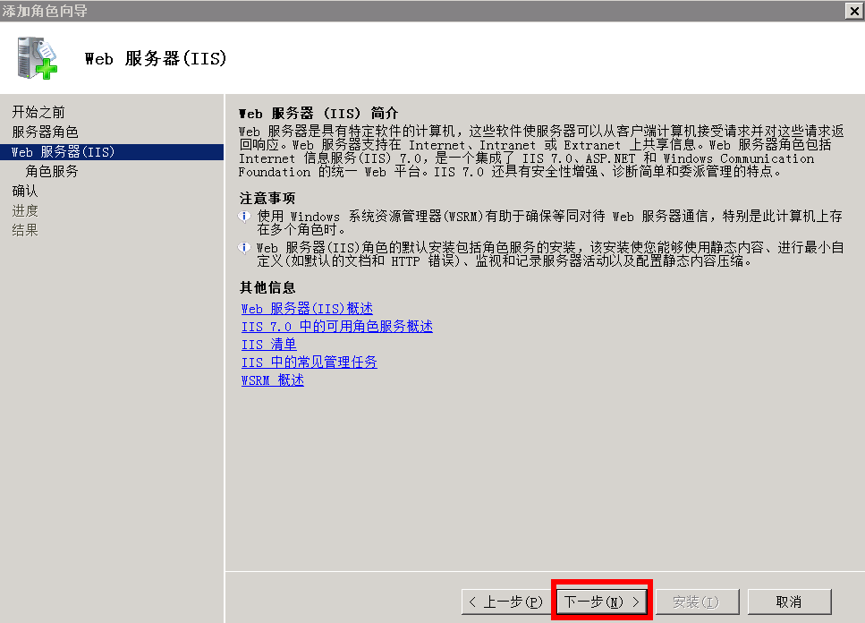 添加角色向导
Web 服务器(IIS)
开始之前
服务器角色
Web 服务器(IIS)
角色服务
确认
进度
结果
Web 服务器 (IIS) 简介
Web 服务器是具有特定软件的计算机，这些软件使服务器可以从客户端计算机接受请求并对这些请求返
回响应。Web 服务器支持在 Internet、Intranet 或 Extranet 上共享信息。Web 服务器角色包括
Internet 信息服务(IIS) 7.0，是一个集成了 IIS 7.0、ASP.NET 和 Windows Communication
Foundation 的统一 Web 平台。IIS 7.0 还具有安全性增强、诊断简单和委派管理的特点。
注意事项
使用 Windows 系统资源管理器(WSRM)有助于确保等同对待 Web 服务器通信，特别是此计算机上存
在多个角色时。
Web 服务器(IIS)角色的默认安装包括角色服务的安装，该安装使您能够使用静态内容、进行最小自
定义(如默认的文档和 HTTP 错误)、监视和记录服务器活动以及配置静态内容压缩。
其他信息
Web 服务器(IIS)概述
IIS 7.0 中的可用角色服务概述
IIS 清单
IIS 中的常见管理任务
WSRM 概述
< 上一步(P) 下一步(N) > 安装(I) 取消